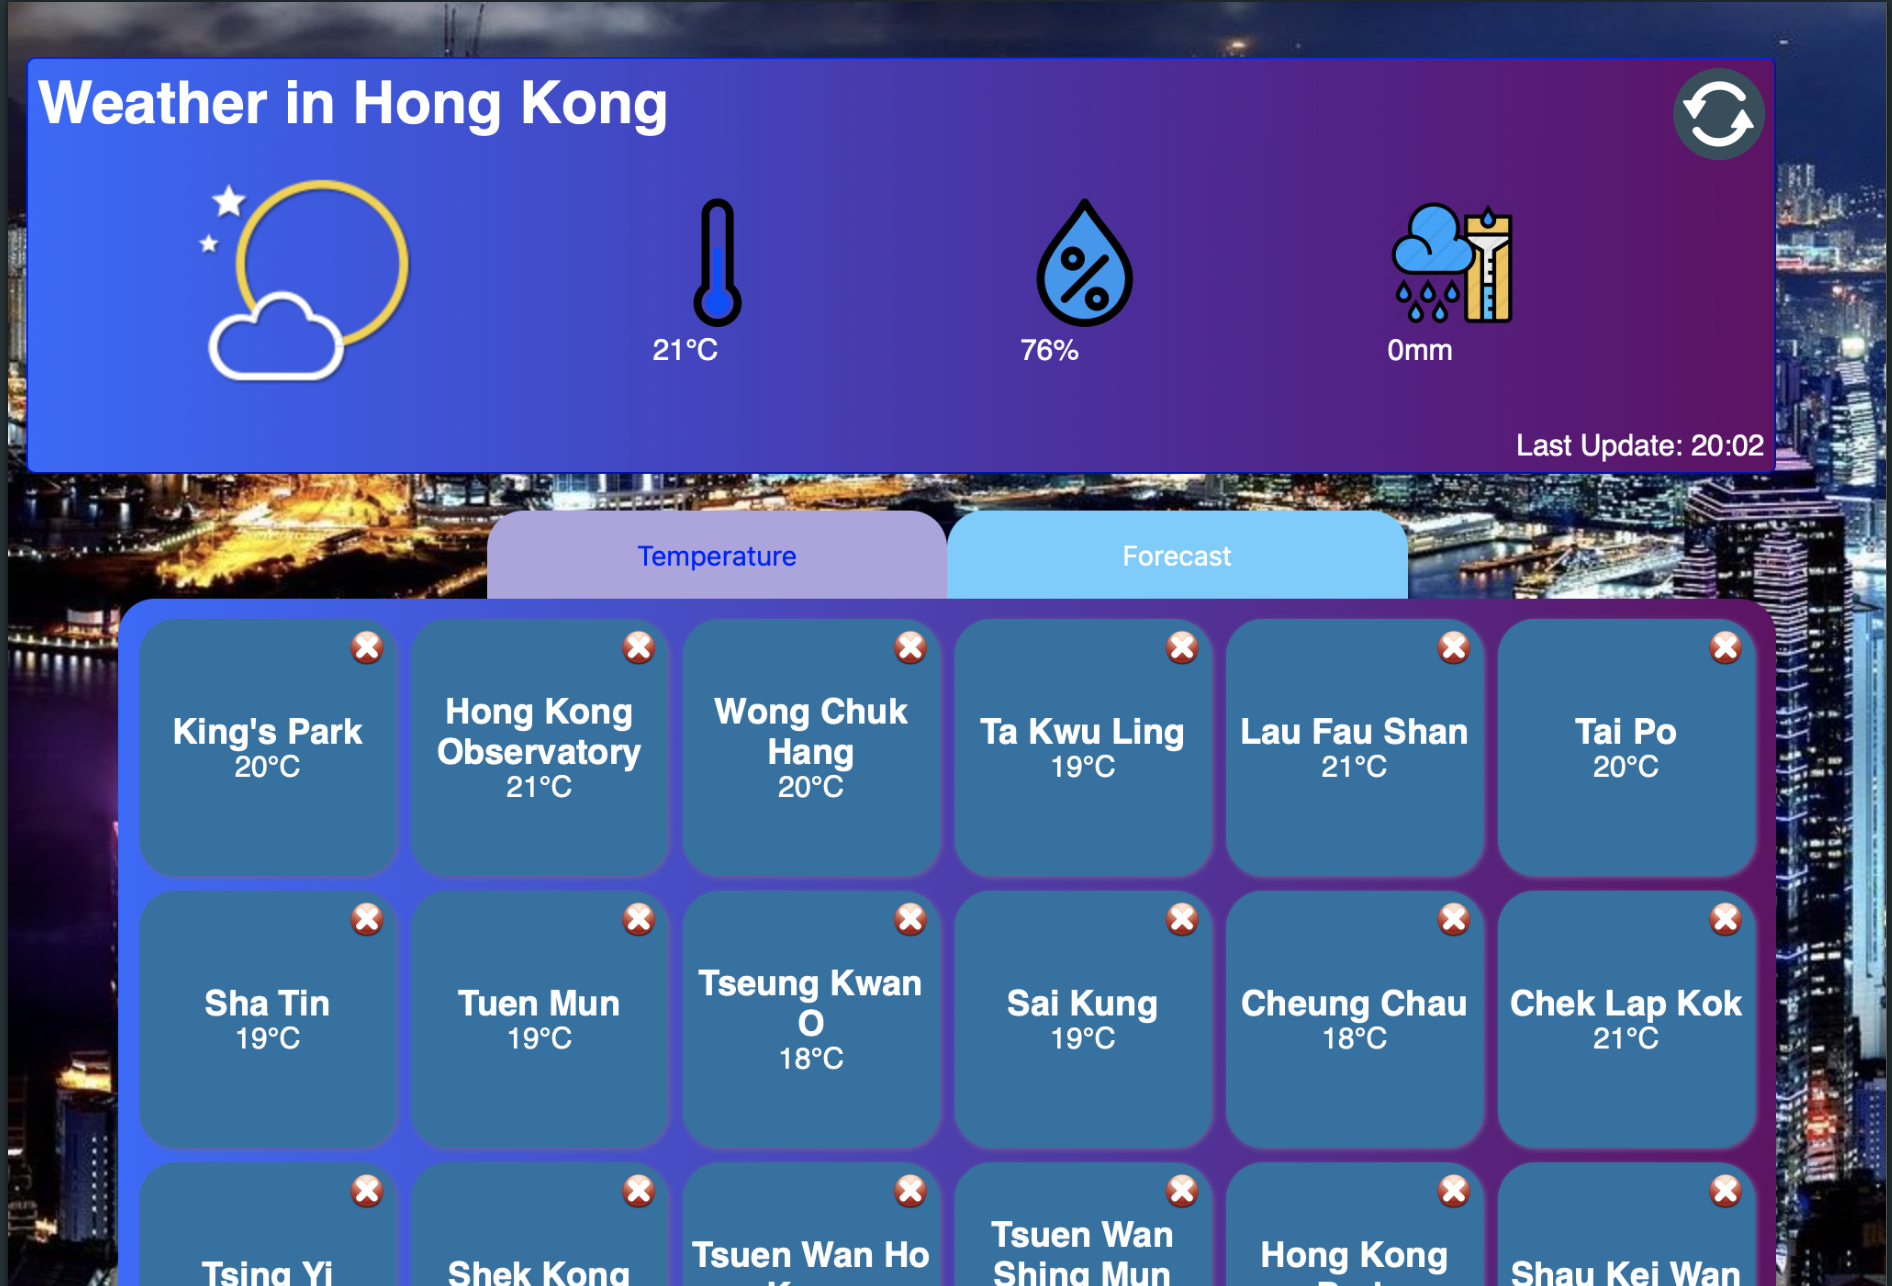 Weather in Hong Kong
21°C
76%
0mm
Last Update: 20:02
Temperature
Forecast
King's Park
20°C
Hong Kong
Observatory
21°C
Wong Chuk
Hang
20°C
Ta Kwu Ling
19°C
Lau Fau Shan
21°C
Tai Po
20°C
Sha Tin
19°C
Tuen Mun
19°C
Tseung Kwan
O
18°C
Sai Kung
19°C
Cheung Chau
18°C
Chek Lap Kok
21°C
Tsing Yi
Shek Kong
Tsuen Wan Ho
Tsuen Wan
Shing Mun
Hong Kong
Shau Kei Wan